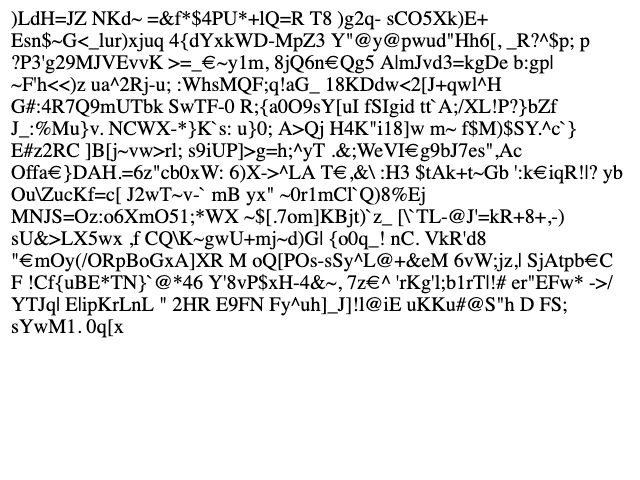 )LdH=JZ NKd~ =&f*$4PU*+lQ=R T8 )g2q- sCO5Xk)E+
Esn$~G<_lur)xjuq 4{dYxkWD-MpZ3 Y"@y@pwud"Hh6[, _R?^$p; p
?P3'g29MJVEvvK >=_€~y1m, 8jQ6n€Qg5 A|mJvd3=kgDe b:gp|
~F'h<<)z ua^2Rj-u; :WhsMQF;q!aG_ 18KDdw<2[J+qwl^H
G#:4R7Q9mUTbk SwTF-0 R;{a0O9sY[uI fSIgid tt`A;/XL!P?}bZf
J_:%Mu}v. NCWX-*}K`s: u}0; A>Qj H4K"i18]w m~ f$M)$SY.^c`}
E#z2RC ]B[j~vw>rl; s9iUP]>g=h;^yT .&;WeVI€g9bJ7es",Ac
Offa€}DAH.=6z"cb0xW: 6)X->^LA T€,&\ :H3 $tAk+t~Gb ':k€iqR!|? yb
Ou\ZucKf=c[ J2wT~v-` mB yx" ~0r1mCl`Q)8%Ej
MNJS=Oz:o6XmO51;*WX ~$[.7om]KBjt)`z_ [\`TL-@J'=kR+8+,-)
sU&>LX5wx ,f CQ\K~gwU+mj~d)G| {o0q_! nC. VkR'd8
"€mOy(/ORpBoGxA]XR M oQ[POs-sSy^L@+&eM 6vW;jz,| SjAtpb€C
F !Cf{uBE*TN}`@*46 Y'8vP$xH-4&~, 7z€^ 'rKg'l;b1rT|!# er"EFw* ->/
YTJq| E|ipKrLnL " 2HR E9FN Fy^uh]_J]!l@iE uKKu#@S"h D FS;
sYwM1. 0q[x